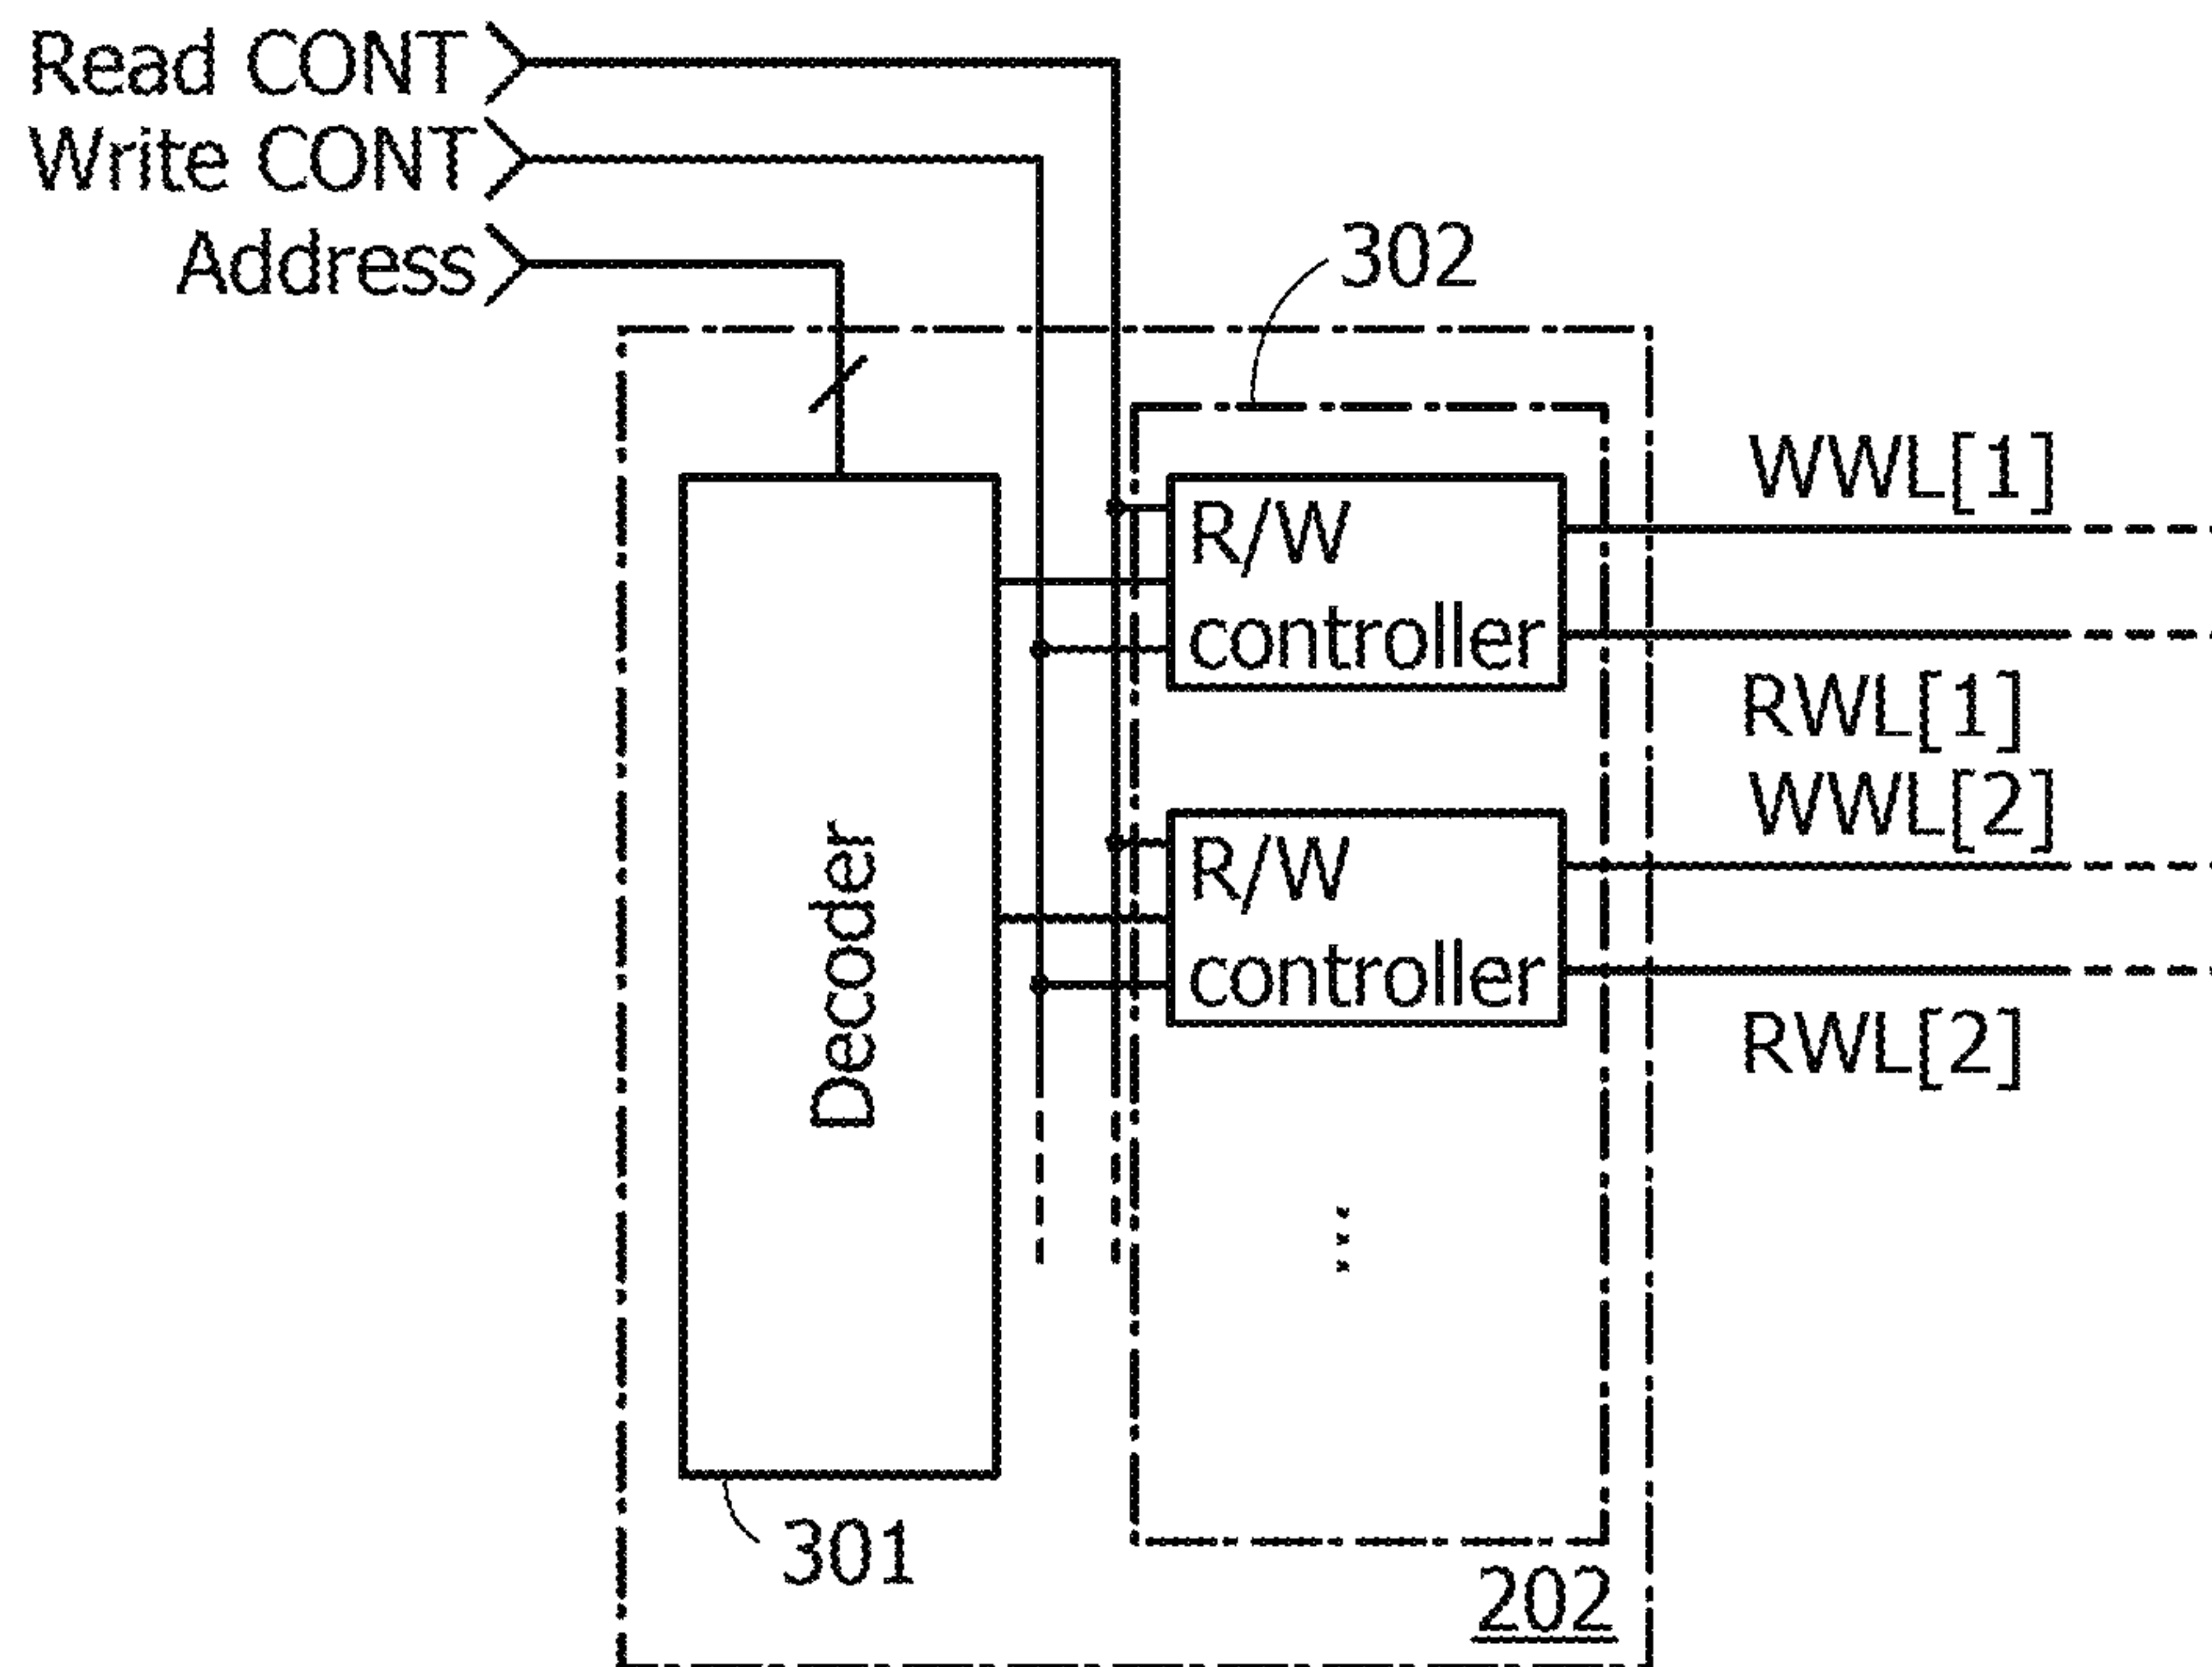 Read CONT
Write CONT
Address
302
R/W
controller
WWL[1]
RWL[1]
R/W
controller
WWL[2]
RWL[2]
Decoder
301
202